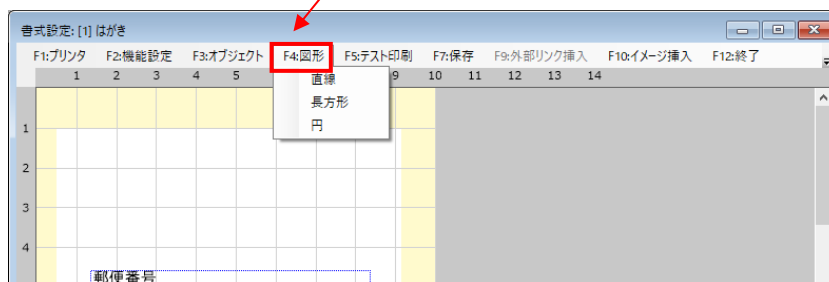 書式設定: [1] はがき
F1:プリンタ F2:機能設定 F3:オブジェクト F4:図形 F5:テスト印刷 F7:保存 F9:外部リンク挿入 F10:イメージ挿入 F12:終了
1 2 3 4 5 9 10 11 12 13 14
直線
長方形
円
1
2
3
4
郵便番号